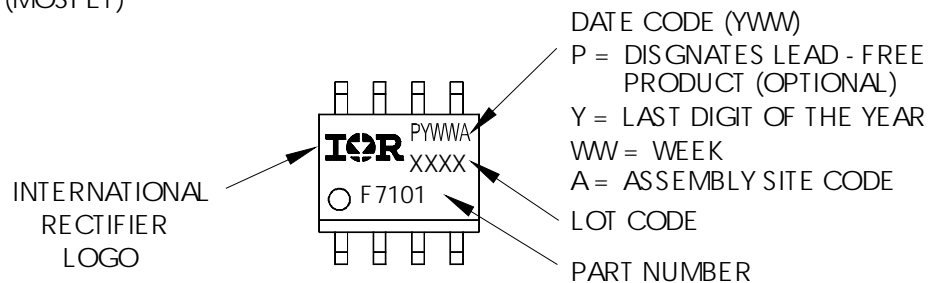 (MOSFET)
DATE CODE (YWW)
P = DISGNATES LEAD - FREE
PRODUCT (OPTIONAL)
Y = LAST DIGIT OF THE YEAR
WW = WEEK
A = ASSEMBLY SITE CODE
LOT CODE
PART NUMBER
IOR PYWWA
XXXX
F7101
INTERNATIONAL
RECTIFIER
LOGO